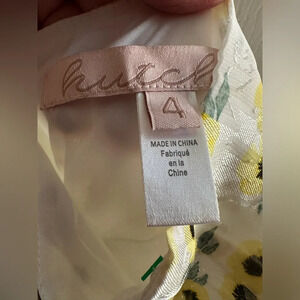 hutch
4
MADE IN CHINA
Fabriqué
en la
Chine